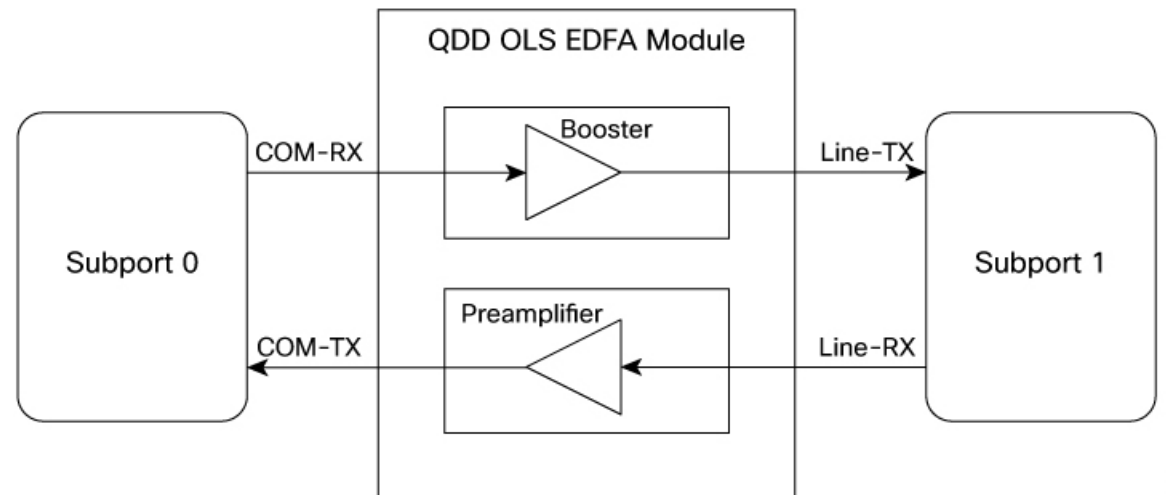 QDD OLS EDFA Module
Booster
COM-RX
Line-TX
Subport 0
Subport 1
Preamplifier
COM-TX
Line-RX